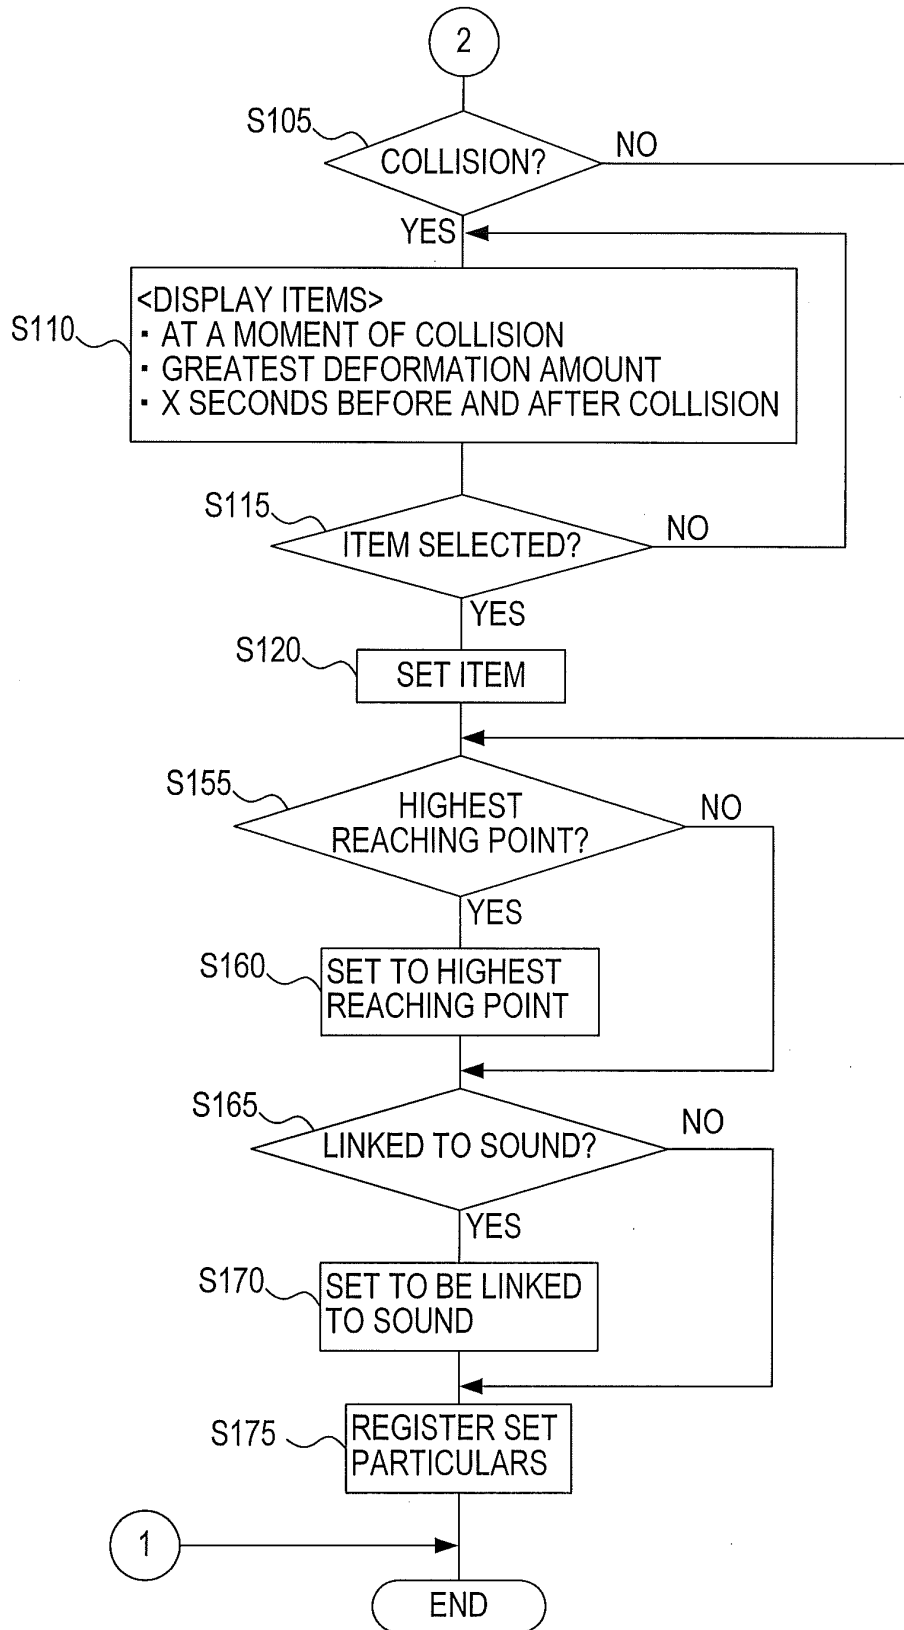 2
S105
COLLISION?
NO
YES
S110
<DISPLAY ITEMS>
・AT A MOMENT OF COLLISION
・GREATEST DEFORMATION AMOUNT
・X SECONDS BEFORE AND AFTER COLLISION
S115
ITEM SELECTED?
NO
YES
S120
SET ITEM
S155
HIGHEST
REACHING POINT?
NO
YES
S160
SET TO HIGHEST
REACHING POINT
S165
LINKED TO SOUND?
NO
YES
S170
SET TO BE LINKED
TO SOUND
S175
REGISTER SET
PARTICULARS
1
END